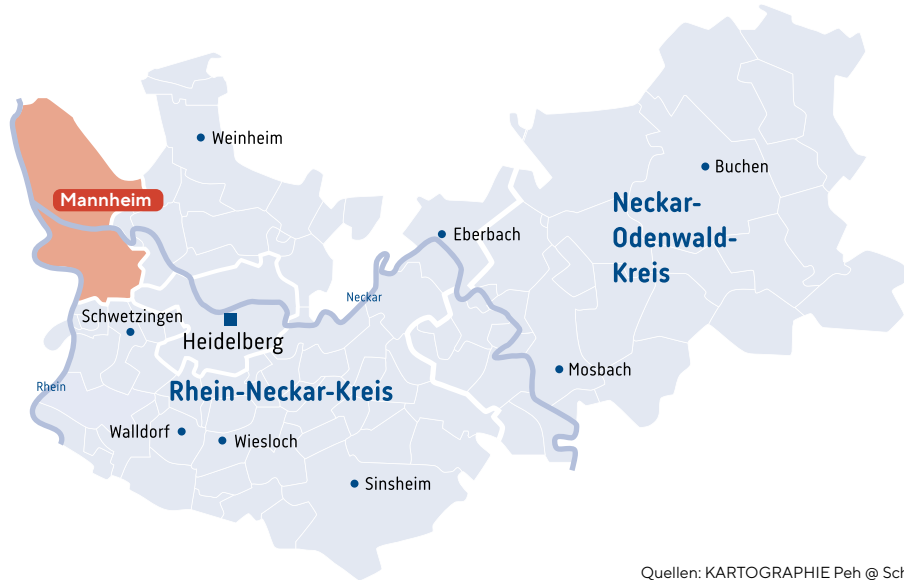 Weinheim
Buchen
Mannheim
Neckar-
Odenwald-
Kreis
Eberbach
Neckar
Schwetzingen
Heidelberg
Mosbach
Rhein
Rhein-Neckar-Kreis
Walldorf
Wiesloch
Sinsheim
Quellen: KARTOGRAPHIE Peh @ Sch